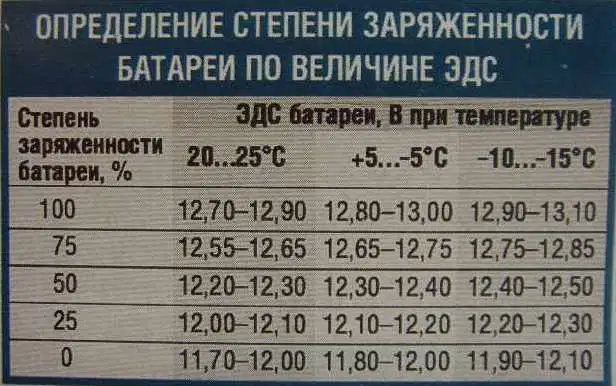 ОПРЕДЕЛЕНИЕ СТЕПЕНИ ЗАРЯЖЕННОСТИ
БАТАРЕИ ПО ВЕЛИЧИНЕ ЭДС
Степень заряженности батареи, % ЭДС батареи, В при температуре
20...25°С +5...–5°С –10...–15°С
100 12,70–12,90 12,80–13,00 12,90–13,10
75 12,55–12,65 12,65–12,75 12,75–12,85
50 12,20–12,30 12,30–12,40 12,40–12,50
25 12,00–12,10 12,10–12,20 12,20–12,30
0 11,70–12,00 11,80–12,00 11,90–12,10